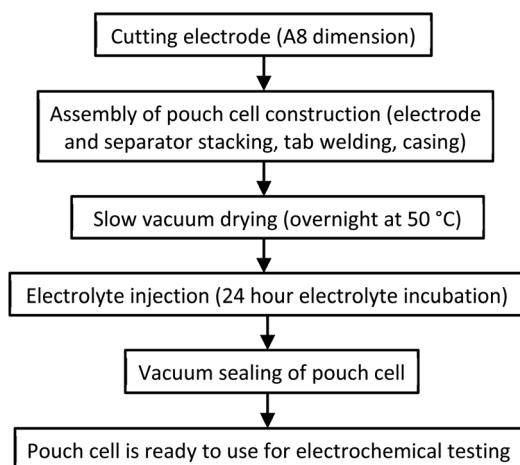 Cutting electrode (A8 dimension)
Assembly of pouch cell construction (electrode
and separator stacking, tab welding, casing)
Slow vacuum drying (overnight at 50 °C)
Electrolyte injection (24 hour electrolyte incubation)
Vacuum sealing of pouch cell
Pouch cell is ready to use for electrochemical testing